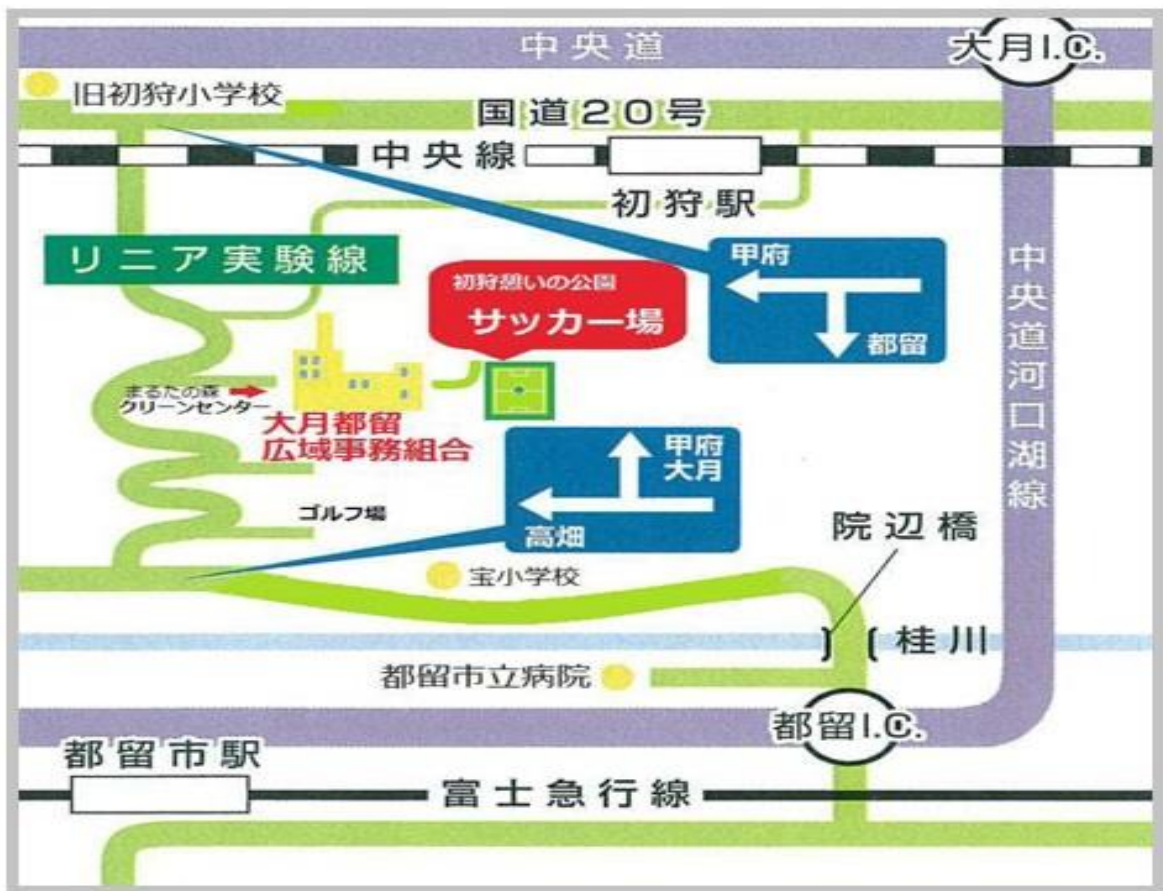 中央道
大月I.C.
旧初狩小学校
国道20号
中央線
初狩駅
リニア実験線
甲府
都留
初狩憩いの公園
サッカー場
中央道河口湖線
まるたの森
クリーンセンター
大月都留
広域事務組合
甲府
大月
高畑
ゴルフ場
院辺橋
宝小学校
桂川
都留市立病院
都留I.C.
都留市駅
富士急行線